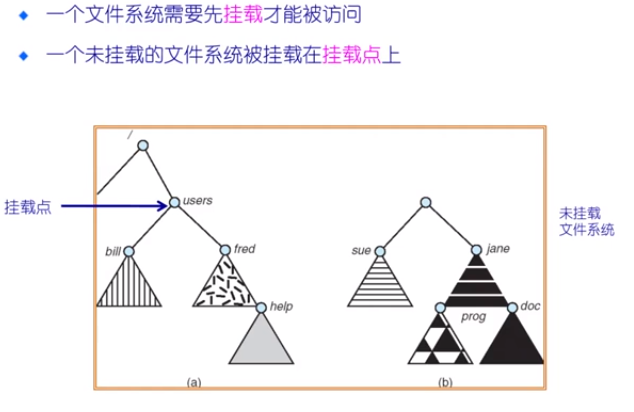 一个文件系统需要先挂载才能被访问
一个未挂载的文件系统被挂载在挂载点上
/
挂载点
users
未挂载
文件系统
bill
fred
sue
jane
help
prog
doc
(a)
(b)